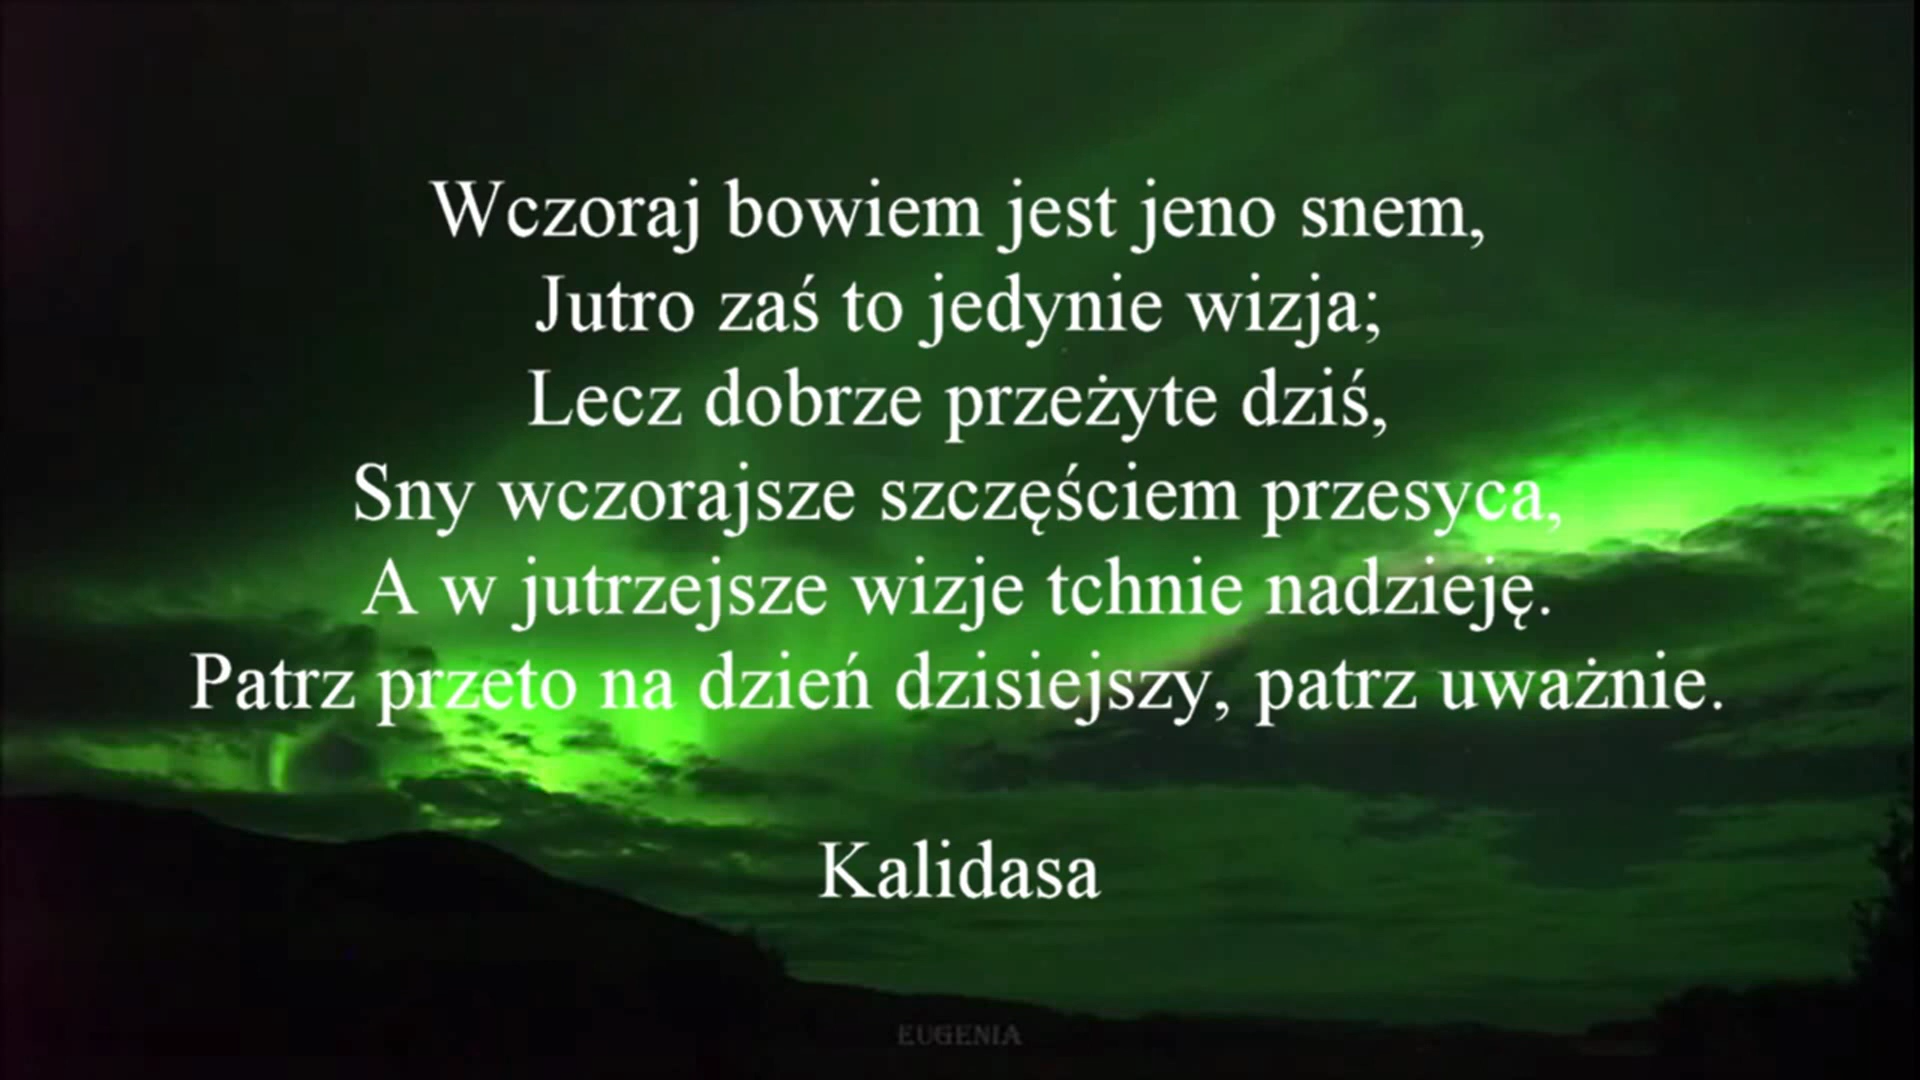 Wczoraj bowiem jest jeno snem,
Jutro zaś to jedynie wizja;
Lecz dobrze przeżyte dziś,
Sny wczorajsze szczęściem przesyca,
A w jutrzejsze wizje tchnie nadzieję.
Patrz przeto na dzień dzisiejszy, patrz uważnie.
Kalidasa
EUGENIA